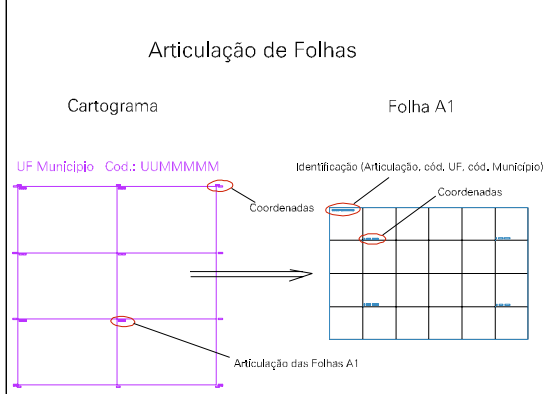 Articulação de Folhas
Cartograma
Folha A1
UF Municipio Cod.: UUMMMMM
Identificação (Articulação, cód. UF, cód. Município)
Coordenadas
Coordenadas
Articulação das Folhas A1